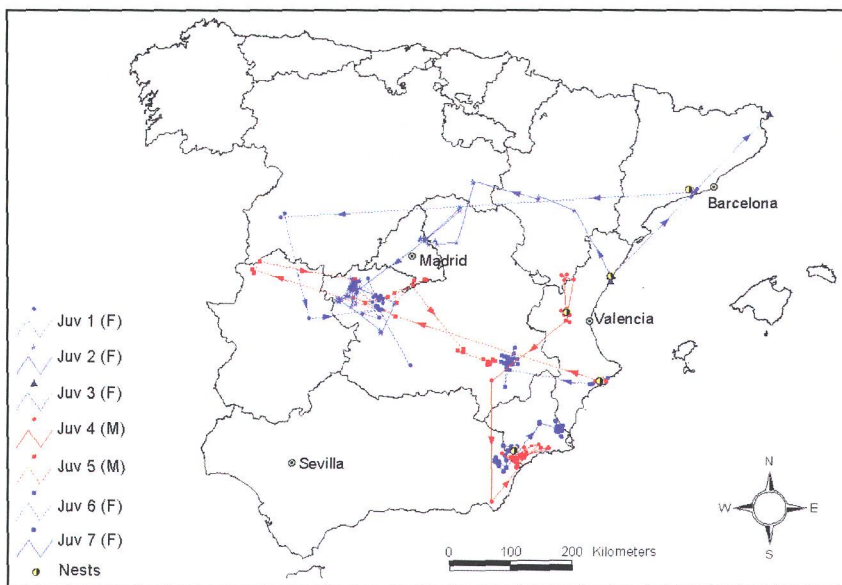 Barcelona
Madrid
Valencia
Sevilla
Juv 1 (F)
Juv 2 (F)
Juv 3 (F)
Juv 4 (M)
Juv 5 (M)
Juv 6 (F)
Juv 7 (F)
Nests
N
W E
S
0 100 200 Kilometers